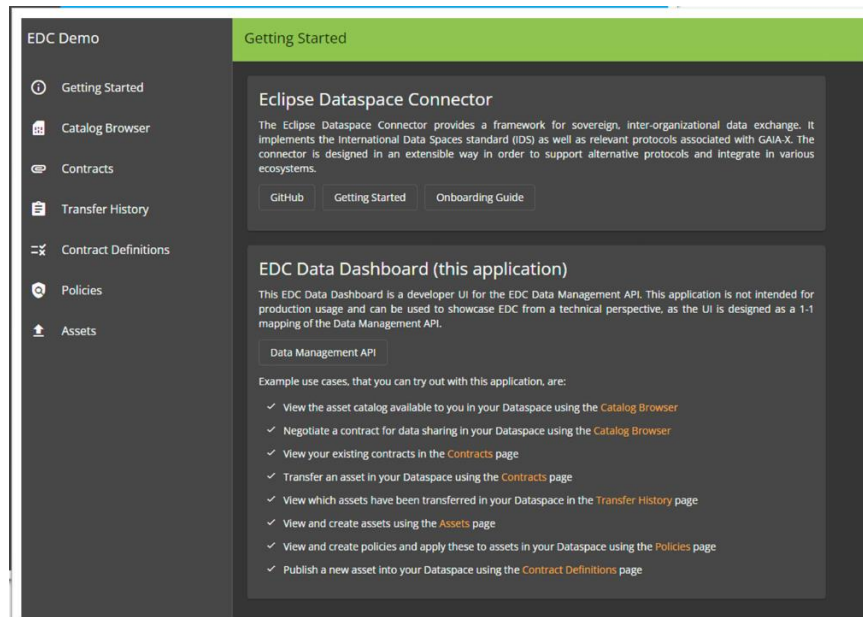 EDC Demo
Getting Started
Getting Started
Catalog Browser
Contracts
Transfer History
Contract Definitions
Policies
Assets
Eclipse Dataspace Connector
The Eclipse Dataspace Connector provides a framework for sovereign, inter-organizational data exchange. It
implements the International Data Spaces standard (IDS) as well as relevant protocols associated with GAIA-X. The
connector is designed in an extensible way in order to support alternative protocols and integrate in various
ecosystems.
GitHub Getting Started Onboarding Guide
EDC Data Dashboard (this application)
This EDC Data Dashboard is a developer UI for the EDC Data Management API. This application is not intended for
production usage and can be used to showcase EDC from a technical perspective, as the UI is designed as a 1-1
mapping of the Data Management API.
Data Management API
Example use cases, that you can try out with this application, are:
View the asset catalog available to you in your Dataspace using the Catalog Browser
Negotiate a contract for data sharing in your Dataspace using the Catalog Browser
View your existing contracts in the Contracts page
Transfer an asset in your Dataspace using the Contracts page
View which assets have been transferred in your Dataspace in the Transfer History page
View and create assets using the Assets page
View and create policies and apply these to assets in your Dataspace using the Policies page
Publish a new asset into your Dataspace using the Contract Definitions page